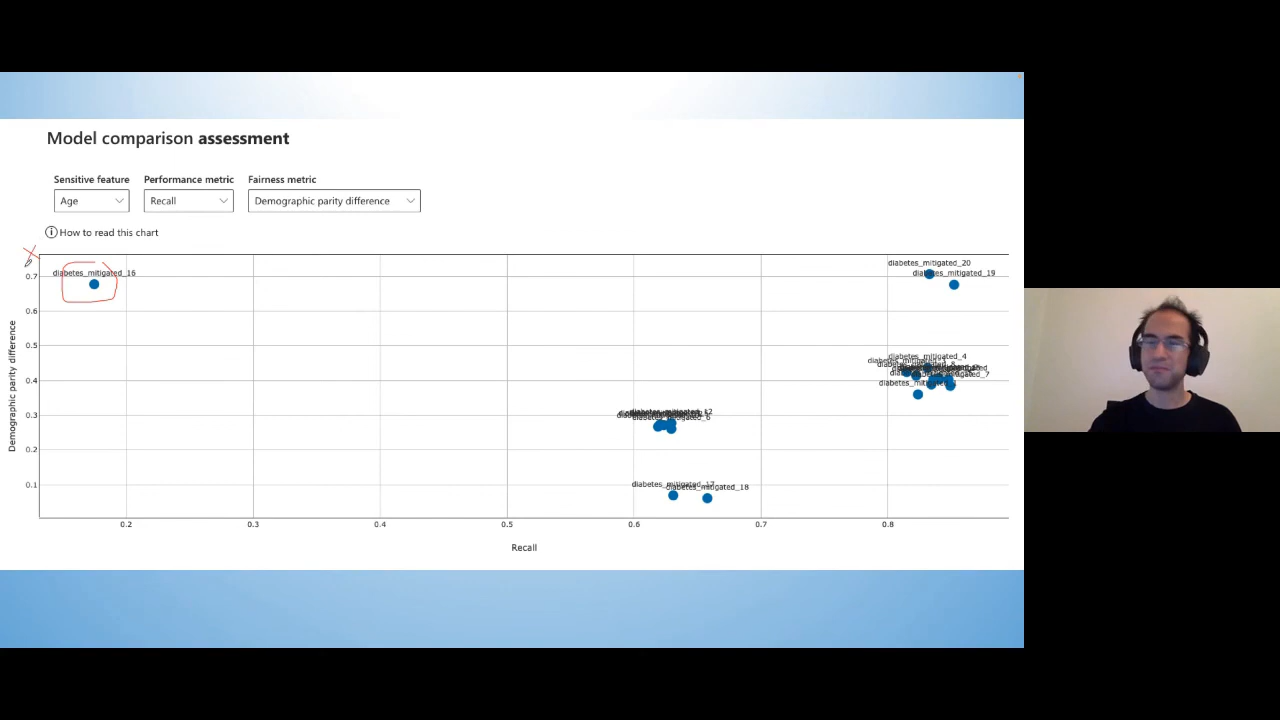 Model comparison assessment
Sensitive feature Performance metric Fairness metric
Age Recall Demographic parity difference
How to read this chart
diabetes_mitigated_20
diabetes_mitigated_16 diabetes_mitigated_19
0.7
0.6
0.5
diabetes_mitigated_4
0.4
0.3
diabetes_mitigated_12
0.2
0.1
diabetes_mitigated_17
diabetes_mitigated_18
Demographic parity difference
0.2 0.3 0.4 0.5 0.6 0.7 0.8
Recall